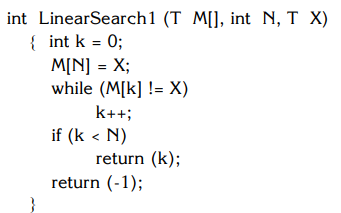 int LinearSearch1 (T M[], int N, T X)
{ int k = 0;
M[N] = X;
while (M[k] != X)
k++;
if (k < N)
return (k);
return (-1);
}